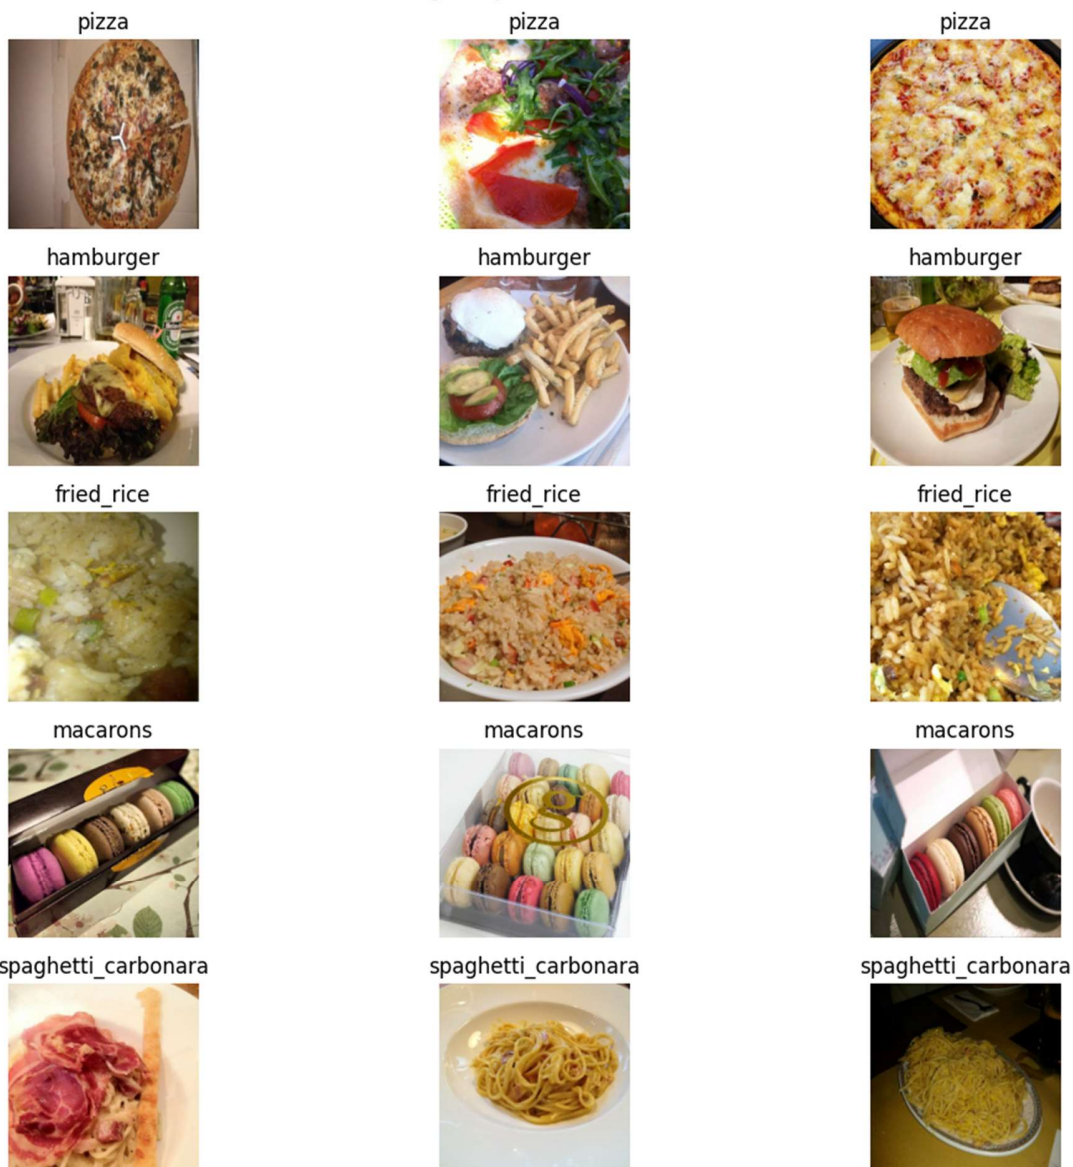 pizza pizza pizza
hamburger hamburger hamburger
fried_rice fried_rice fried_rice
macarons macarons macarons
spaghetti_carbonara spaghetti_carbonara spaghetti_carbonara